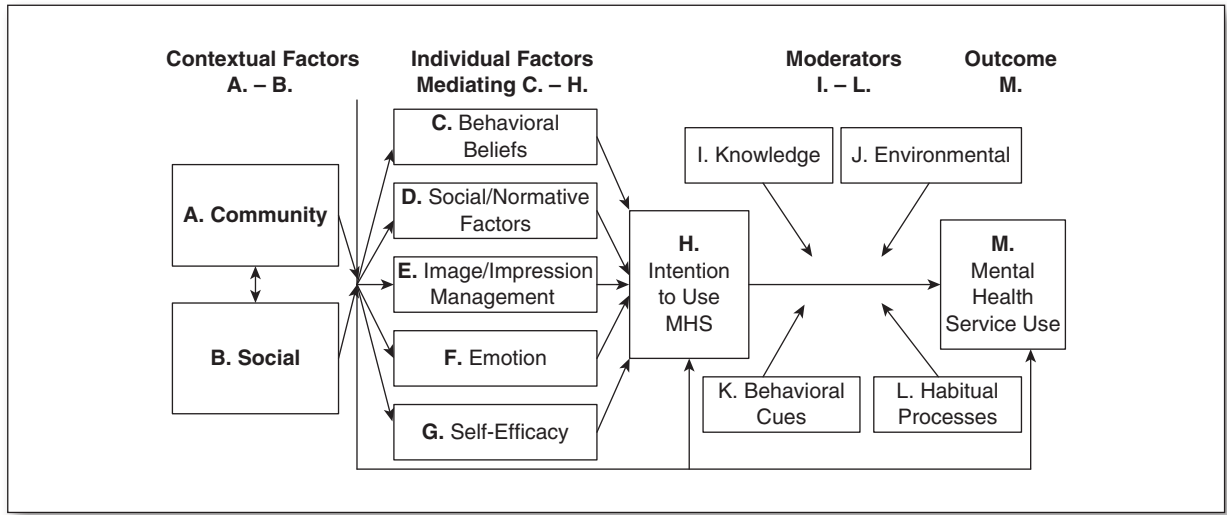 Contextual Factors
A. – B.
Individual Factors
Mediating C. – H.
Moderators
I. – L.
Outcome
M.
A. Community
B. Social
C. Behavioral
Beliefs
D. Social/Normative
Factors
E. Image/Impression
Management
F. Emotion
G. Self-Efficacy
H.
Intention
to Use
MHS
I. Knowledge
J. Environmental
K. Behavioral
Cues
L. Habitual
Processes
M.
Mental
Health
Service Use